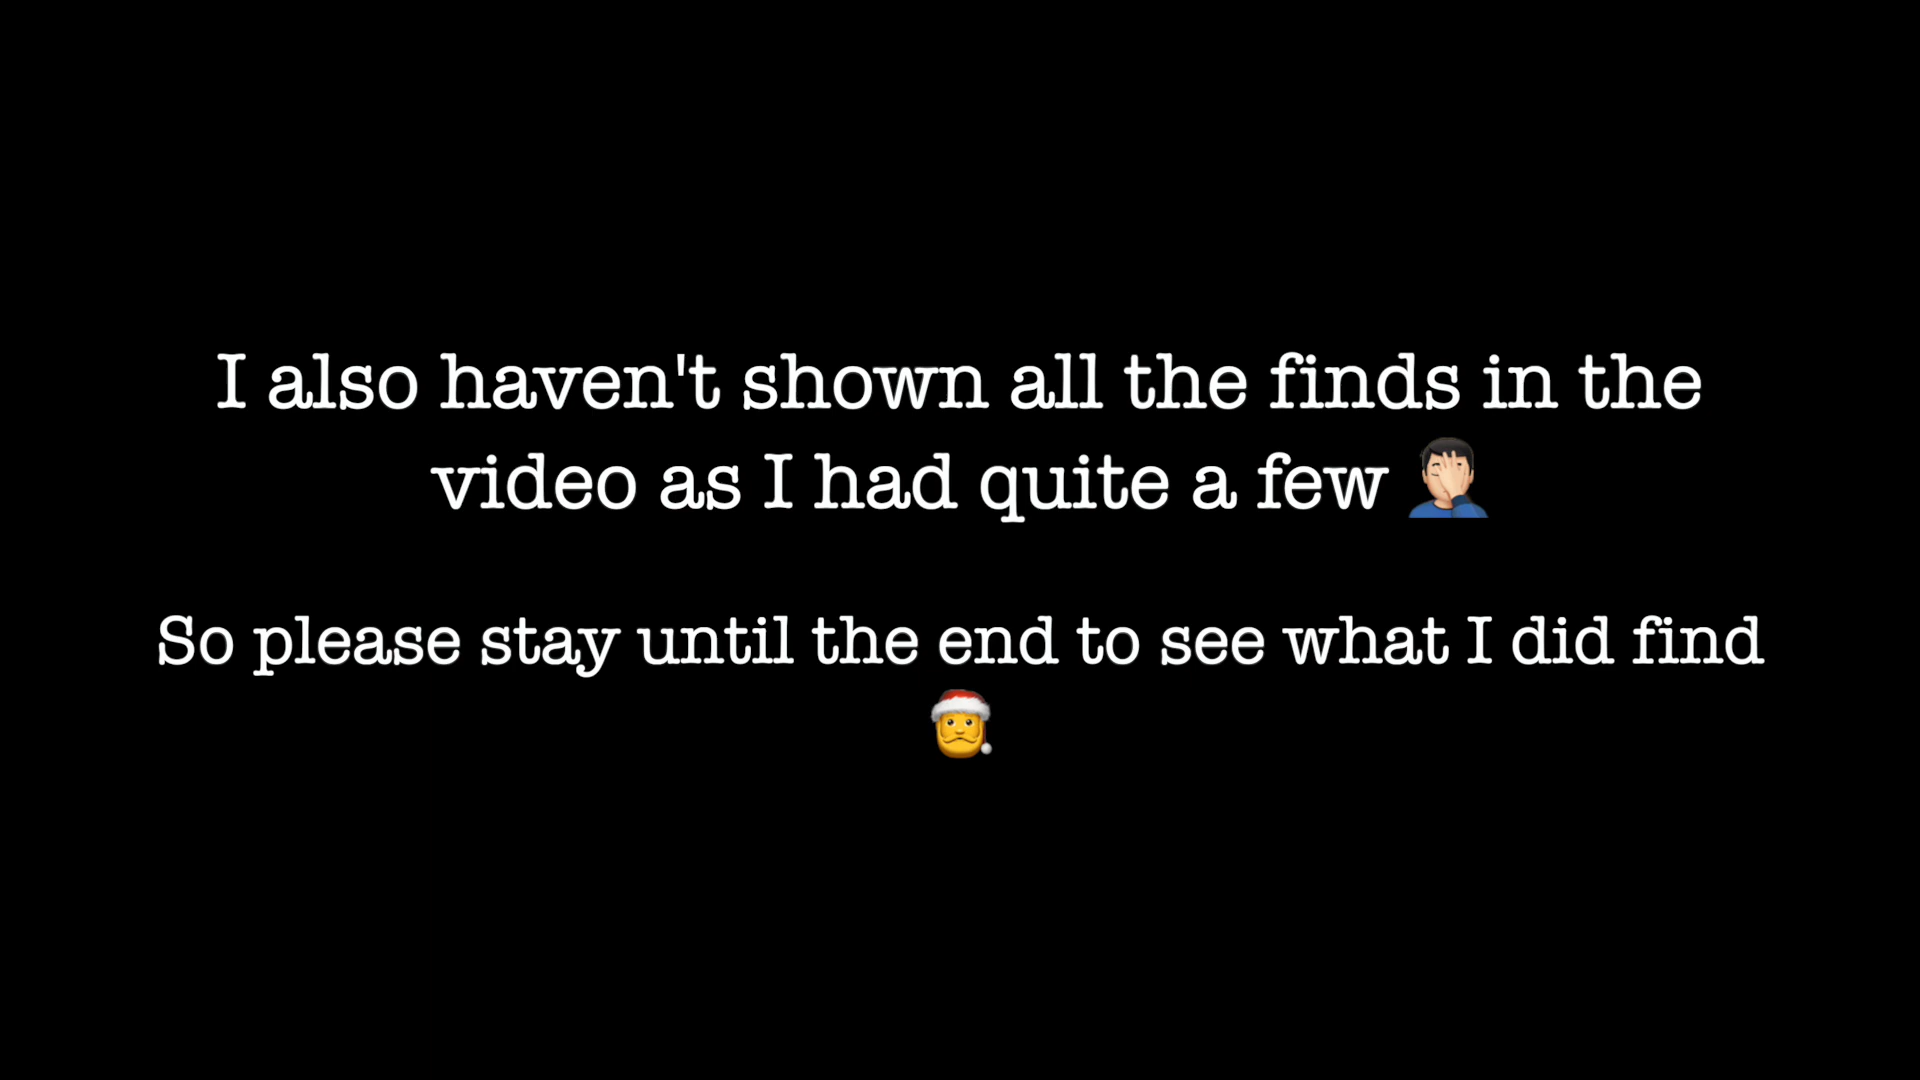 I also haven't shown all the finds in the
video as I had quite a few 🤦🏻‍♂️
So please stay until the end to see what I did find
🎅